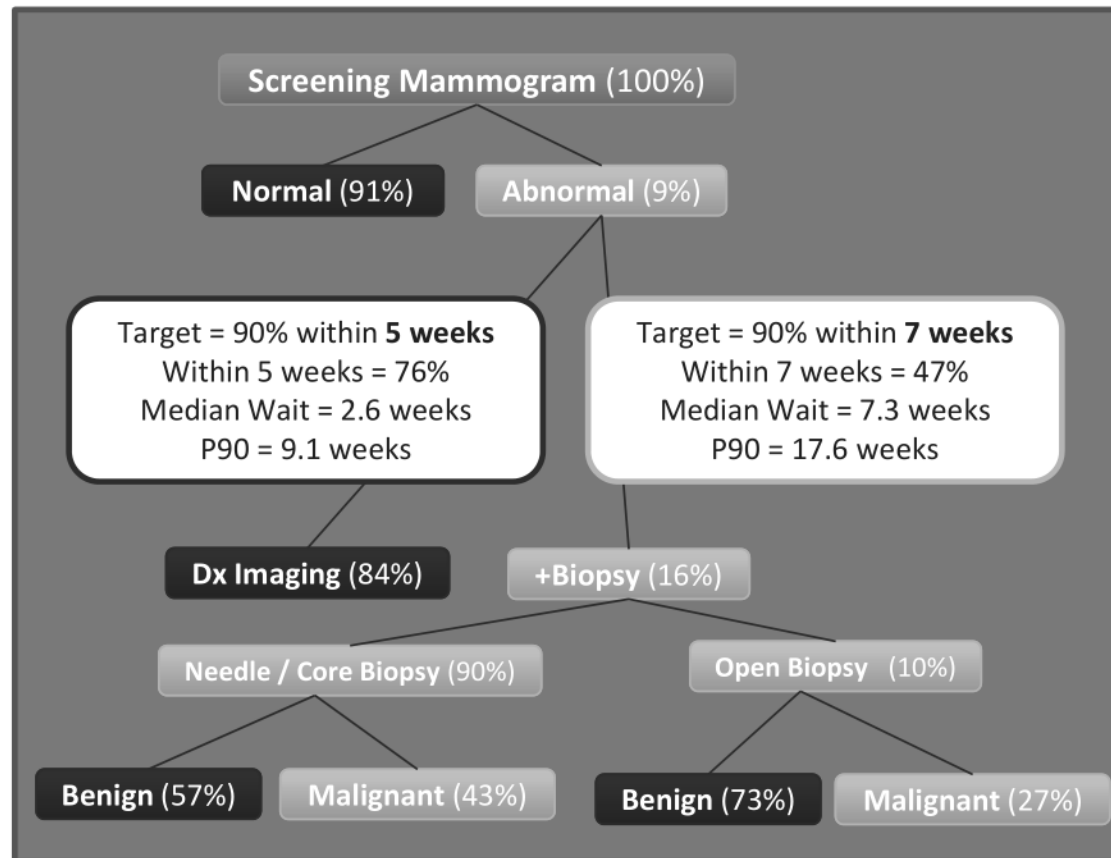 Screening Mammogram (100%)
Normal (91%)
Abnormal (9%)
Target = 90% within 5 weeks
Within 5 weeks = 76%
Median Wait = 2.6 weeks
P90 = 9.1 weeks
Target = 90% within 7 weeks
Within 7 weeks = 47%
Median Wait = 7.3 weeks
P90 = 17.6 weeks
Dx Imaging (84%)
+Biopsy (16%)
Needle / Core Biopsy (90%)
Open Biopsy (10%)
Benign (57%)
Malignant (43%)
Benign (73%)
Malignant (27%)